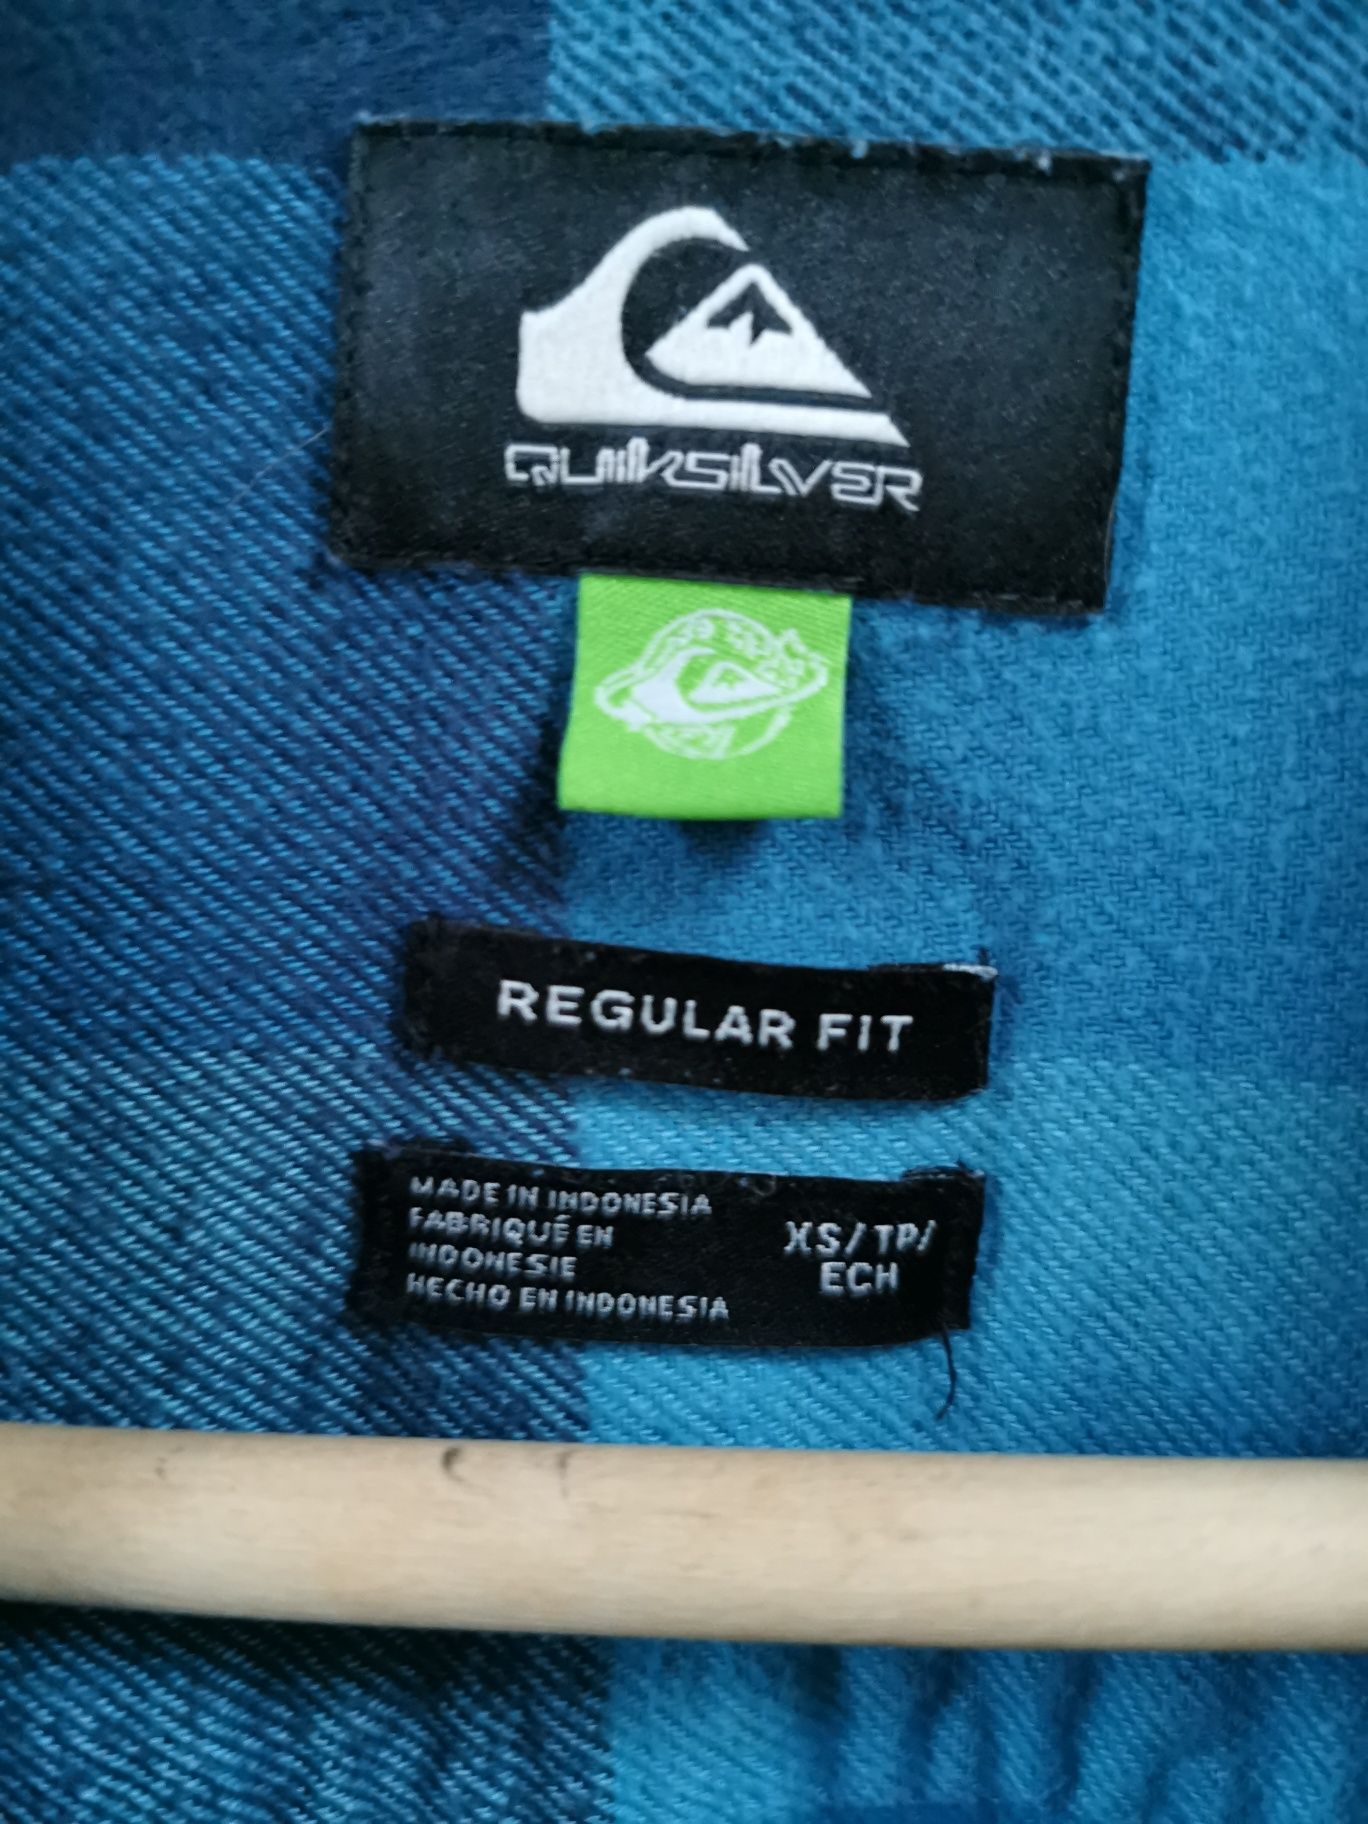 QUIKSILVER
REGULAR FIT
MADE IN INDONESIA
FABRIQUÉ EN
INDONESIE
HECHO EN INDONESIA
XS/TP/
ECH